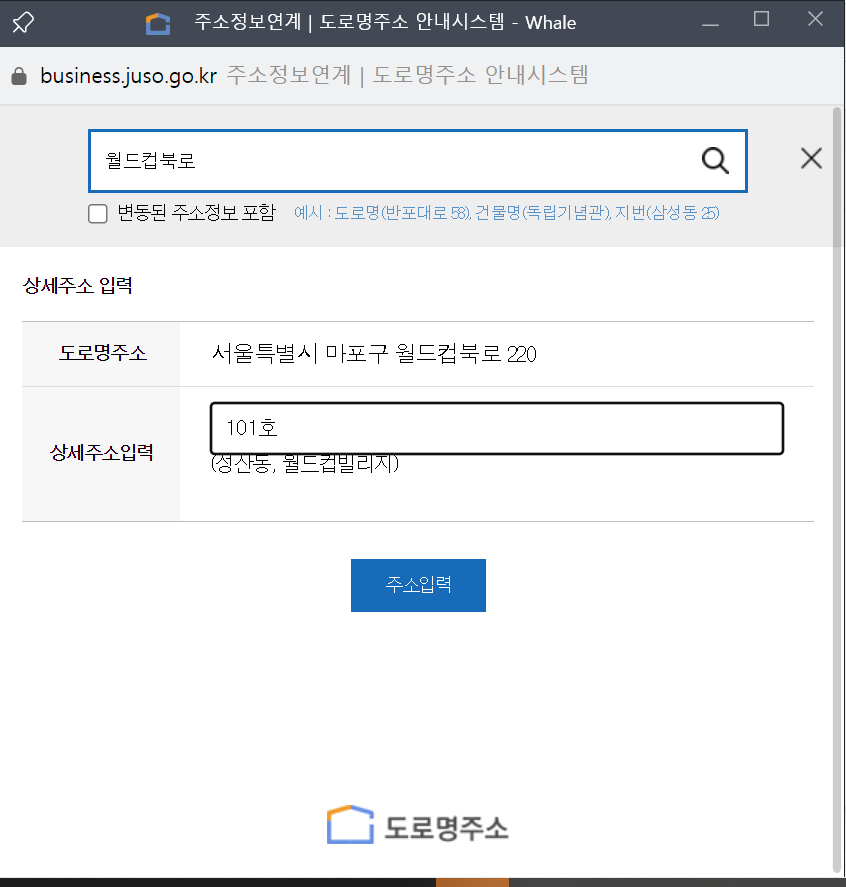 주소정보연계 | 도로명주소 안내시스템 - Whale
business.juso.go.kr 주소정보연계 | 도로명주소 안내시스템
월드컵북로
변동된 주소정보 포함 예시 : 도로명(반포대로 58), 건물명(독립기념관), 지번(삼성동 25)
상세주소 입력
도로명주소 서울특별시 마포구 월드컵북로 220
101호
상세주소입력
(성산동, 월드컵빌리지)
주소입력
도로명주소